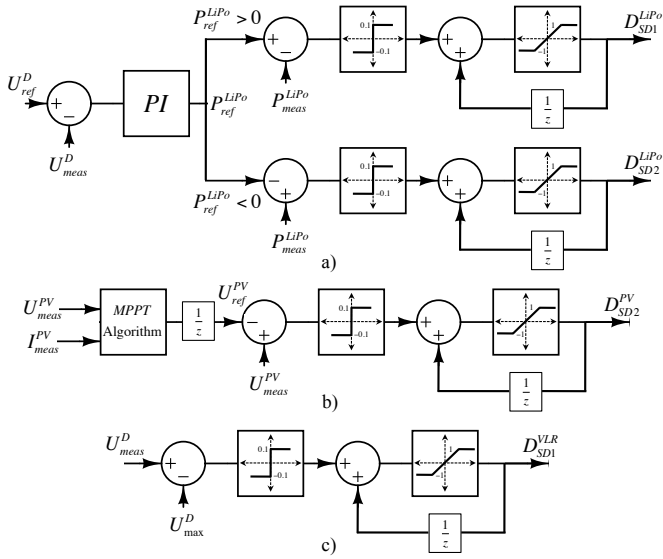 P_ref^LiPo > 0
+
−
0.1
-0.1
+
+
1
-1
D_SD1^LiPo
U_ref^D
+
−
PI
P_ref^LiPo
P_meas^LiPo
1/z
U_meas^D
−
+
0.1
-0.1
+
+
1
-1
D_SD2^LiPo
P_ref^LiPo < 0
P_meas^LiPo
1/z
a)
U_meas^PV
I_meas^PV
MPPT
Algorithm
1/z
U_ref^PV
−
+
0.1
-0.1
+
+
1
-1
D_SD2^PV
U_meas^PV
1/z
b)
U_meas^D
+
−
0.1
-0.1
+
+
1
-1
D_SD1^VLR
U_max^D
1/z
c)